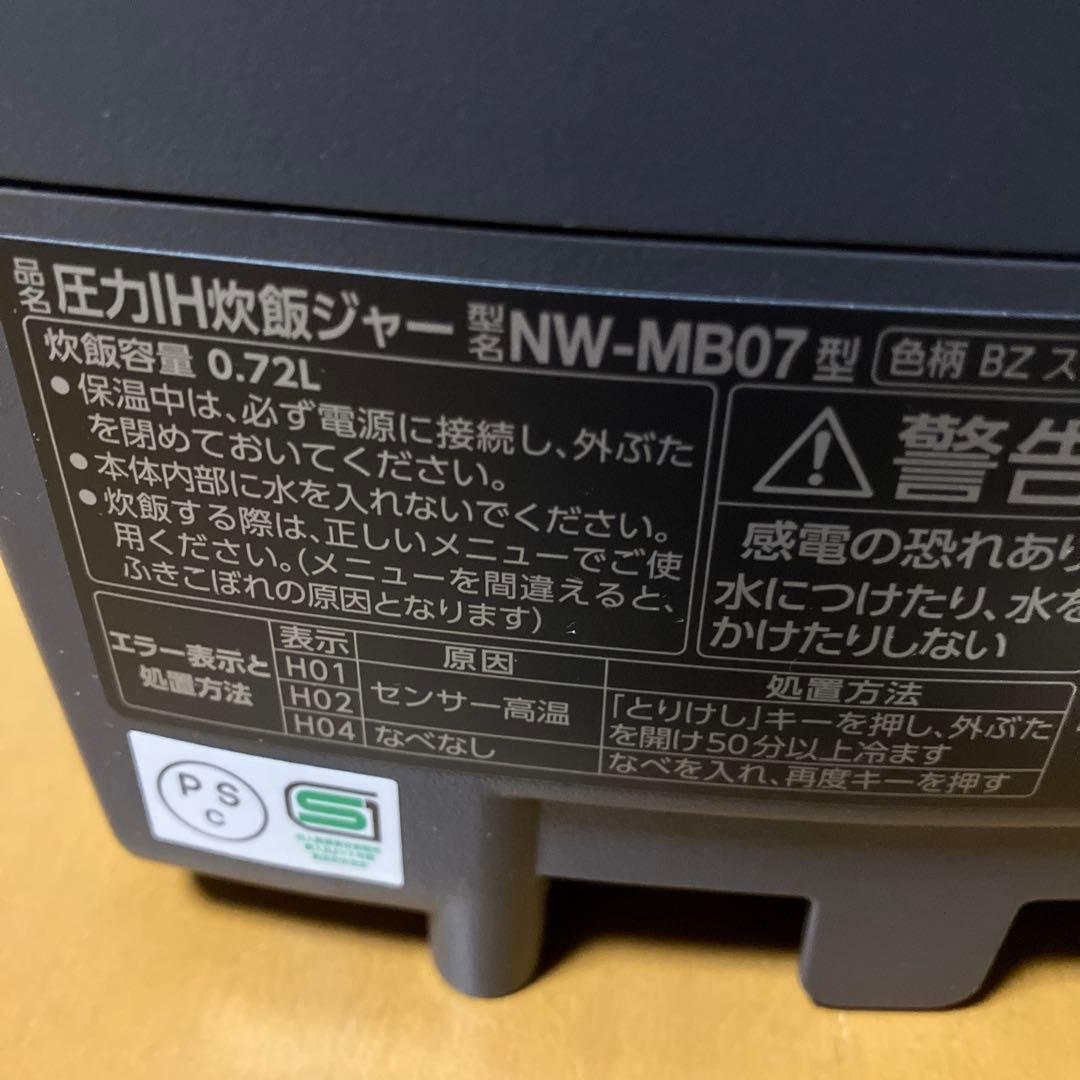 品名 圧力IH炊飯ジャー 型名 NW-MB07型 色柄 BZ ス
炊飯容量 0.72L
●保温中は、必ず電源に接続し、外ぶた
を閉めておいてください。
●本体内部に水を入れないでください。
●炊飯する際は、正しいメニューでご使
用ください。(メニューを間違えると、
ふきこぼれの原因となります)
警告
感電の恐れあり
水につけたり、水を
かけたりしない
エラー表示と
処置方法
表示 原因 処置方法
H01
H02
センサー高温
「とりけし」キーを押し、外ぶた
を開け50分以上冷ます
H04 なべなし なべを入れ、再度キーを押す
PSC
S1